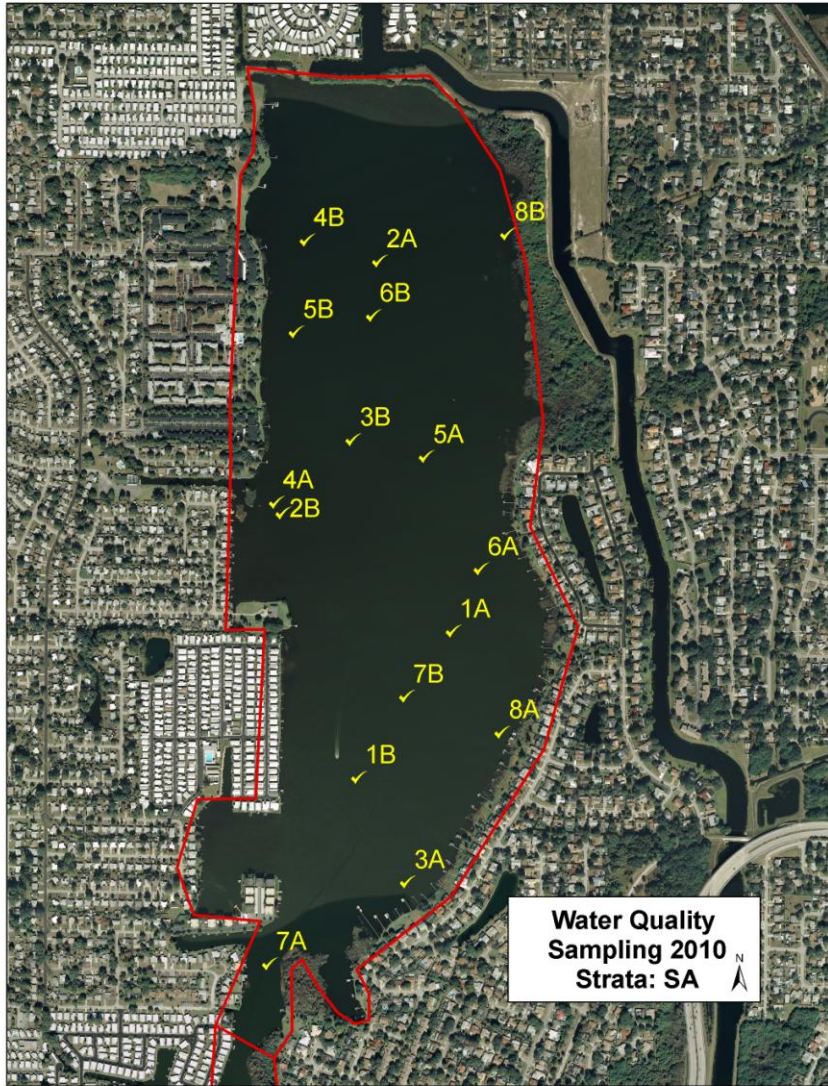 4B
2A
8B
6B
5B
3B
5A
4A
2B
6A
1A
7B
8A
1B
3A
7A
Water Quality
Sampling 2010
Strata: SA
N